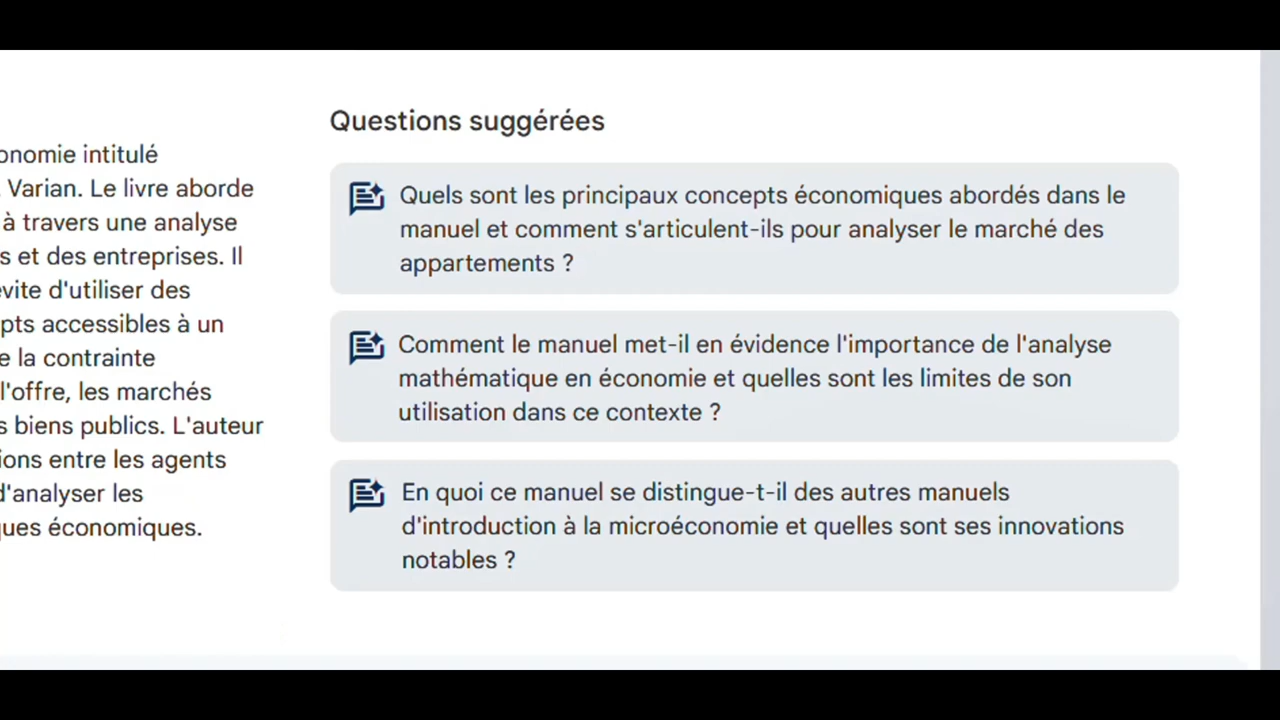 onomie intitulé
Varian. Le livre aborde
à travers une analyse
s et des entreprises. Il
évite d'utiliser des
pts accessibles à un
e la contrainte
l'offre, les marchés
s biens publics. L'auteur
ions entre les agents
d'analyser les
ques économiques.
Questions suggérées
Quels sont les principaux concepts économiques abordés dans le
manuel et comment s'articulent-ils pour analyser le marché des
appartements ?
Comment le manuel met-il en évidence l'importance de l'analyse
mathématique en économie et quelles sont les limites de son
utilisation dans ce contexte ?
En quoi ce manuel se distingue-t-il des autres manuels
d'introduction à la microéconomie et quelles sont ses innovations
notables ?